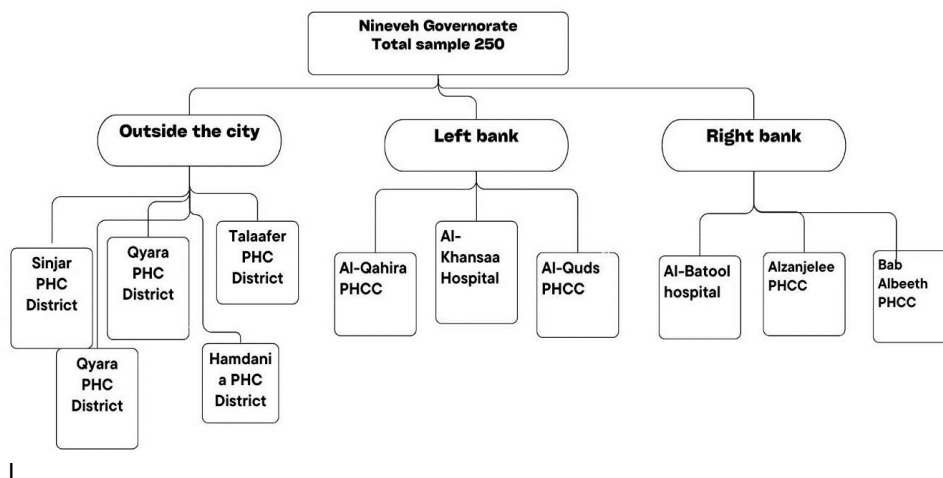 Nineveh Governorate
Total sample 250
Outside the city
Left bank
Right bank
Sinjar
PHC
District
Qyara
PHC
District
Talaafer
PHC
District
Qyara
PHC
District
Hamdani
a PHC
District
Al-Qahira
PHCC
Al-
Khansaa
Hospital
Al-Quds
PHCC
Al-Batool
hospital
Alzanjelee
PHCC
Bab
Albeeth
PHCC